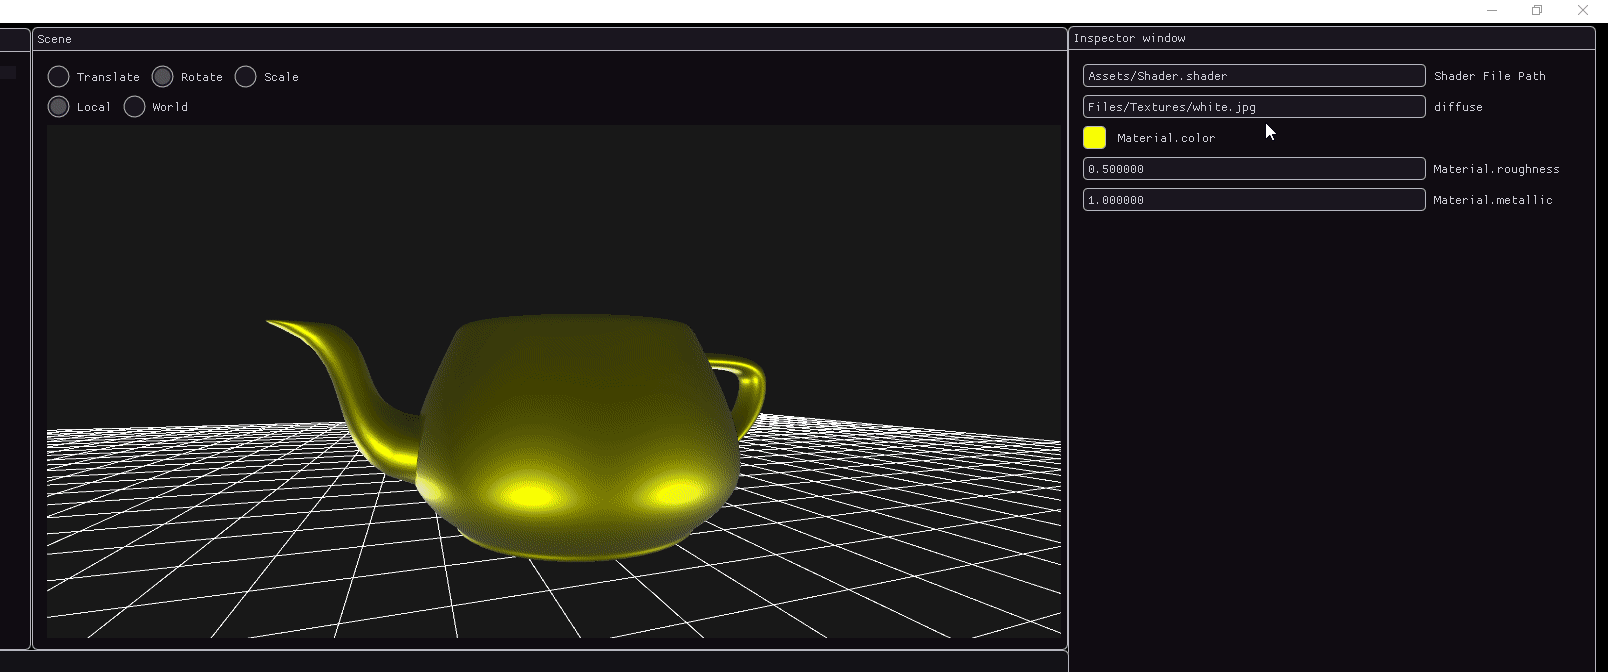 Scene
Translate Rotate Scale
Local World
Inspector window
Assets/Shader.shader Shader File Path
Files/Textures/white.jpg diffuse
Material.color
0.500000 Material.roughness
1.000000 Material.metallic